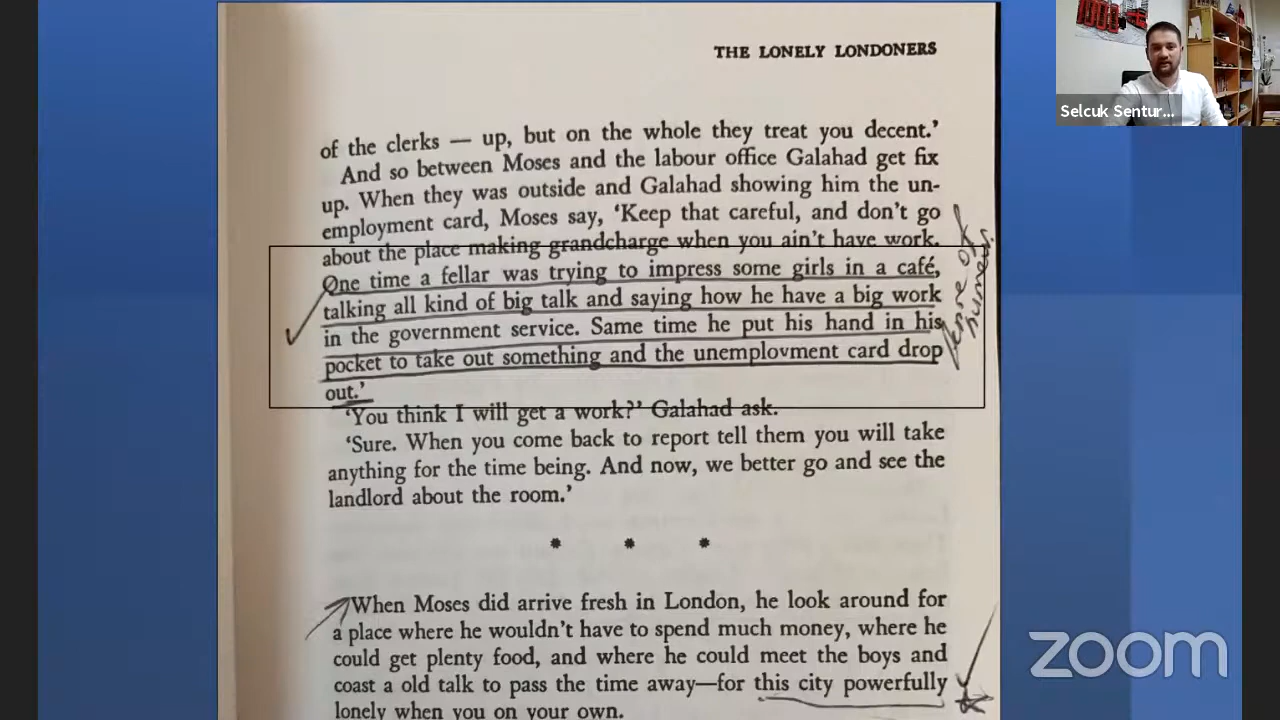 THE LONELY LONDONERS
of the clerks — up, but on the whole they treat you decent.'
And so between Moses and the labour office Galahad get fix
up. When they was outside and Galahad showing him the un-
employment card, Moses say, 'Keep that careful, and don't go
about the place making grandcharge when you ain't have work.
One time a fellar was trying to impress some girls in a café,
talking all kind of big talk and saying how he have a big work
in the government service. Same time he put his hand in his
pocket to take out something and the unemployment card drop
out.'
'You think I will get a work?' Galahad ask.
'Sure. When you come back to report tell them you will take
anything for the time being. And now, we better go and see the
landlord about the room.'
* * *
When Moses did arrive fresh in London, he look around for
a place where he wouldn't have to spend much money, where he
could get plenty food, and where he could meet the boys and
coast a old talk to pass the time away—for this city powerfully
lonely when you on your own.
sense of
humour.
Selcuk Sentur...
zoom